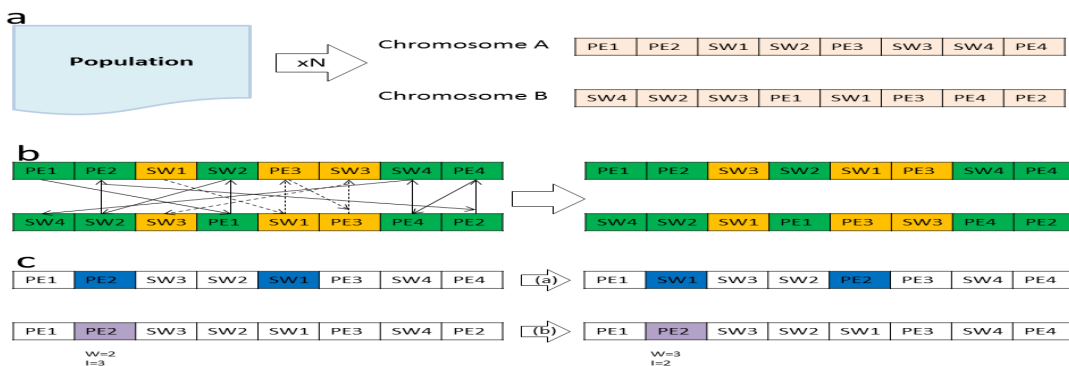 a
Population
xN
Chromosome A
PE1 PE2 SW1 SW2 PE3 SW3 SW4 PE4
Chromosome B
SW4 SW2 SW3 PE1 SW1 PE3 PE4 PE2
b
PE1 PE2 SW1 SW2 PE3 SW3 SW4 PE4
PE1 PE2 SW3 SW2 SW1 PE3 SW4 PE4
SW4 SW2 SW3 PE1 SW1 PE3 PE4 PE2
SW4 SW2 SW1 PE1 PE3 SW3 PE4 PE2
c
PE1 PE2 SW3 SW2 SW1 PE3 SW4 PE4
(a)
PE1 SW1 SW3 SW2 PE2 PE3 SW4 PE4
PE1 PE2 SW3 SW2 SW1 PE3 SW4 PE2
(b)
PE1 PE2 SW3 SW2 SW1 PE3 SW4 PE4
W=2
I=3
W=3
I=2